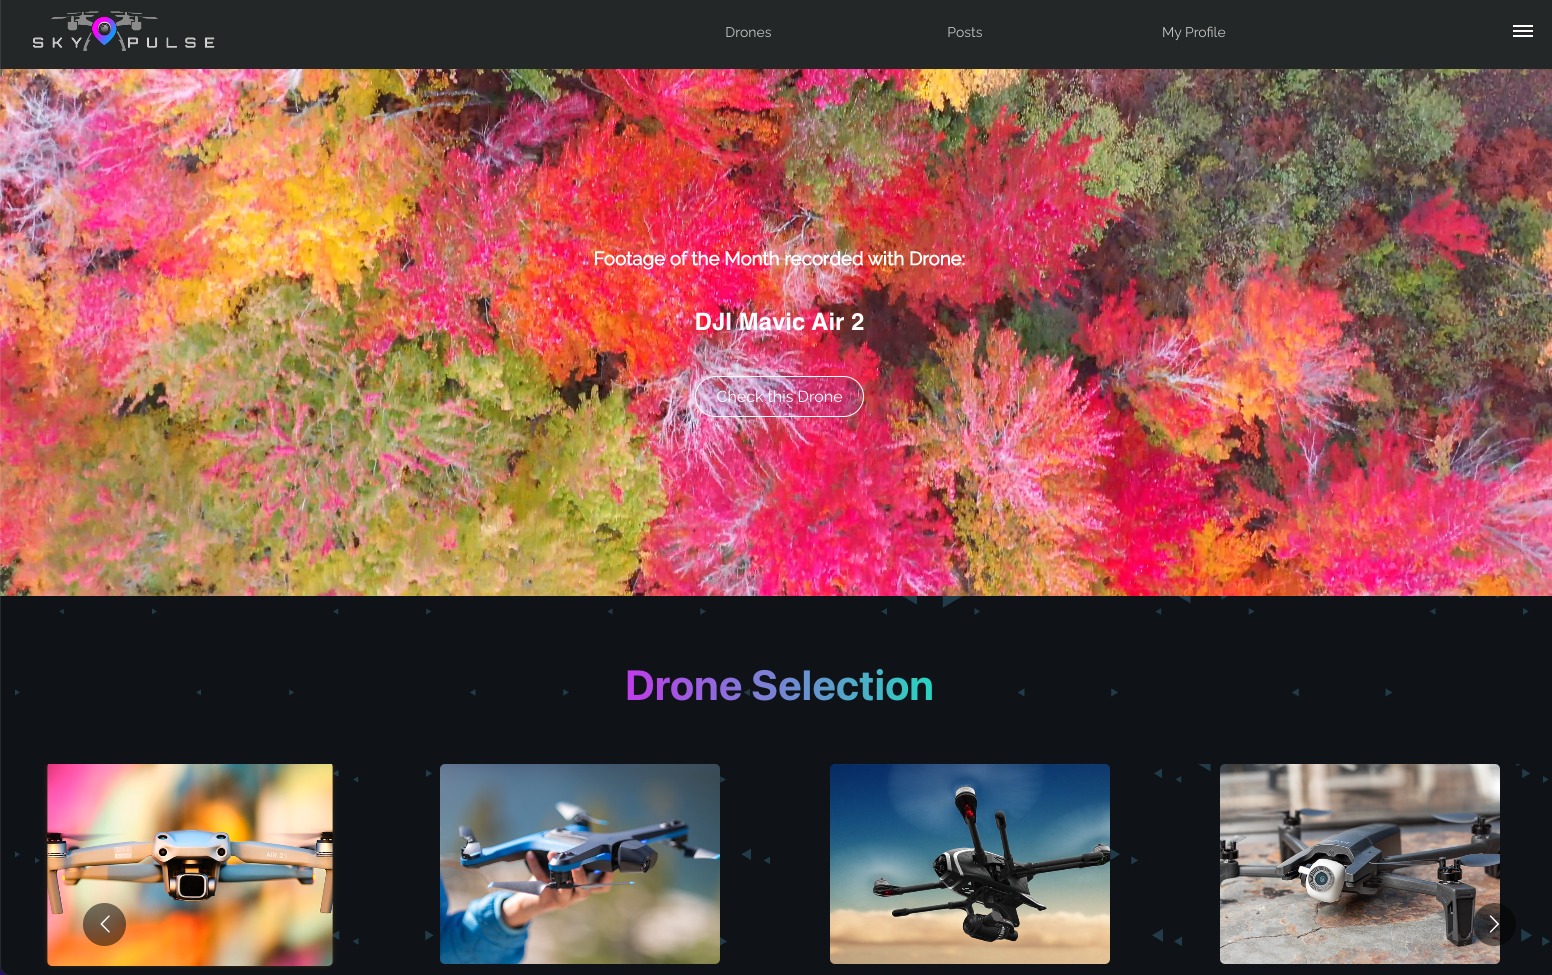 SKY PULSE
Drones
Posts
My Profile
Footage of the Month recorded with Drone:
DJI Mavic Air 2
Check this Drone
Drone Selection